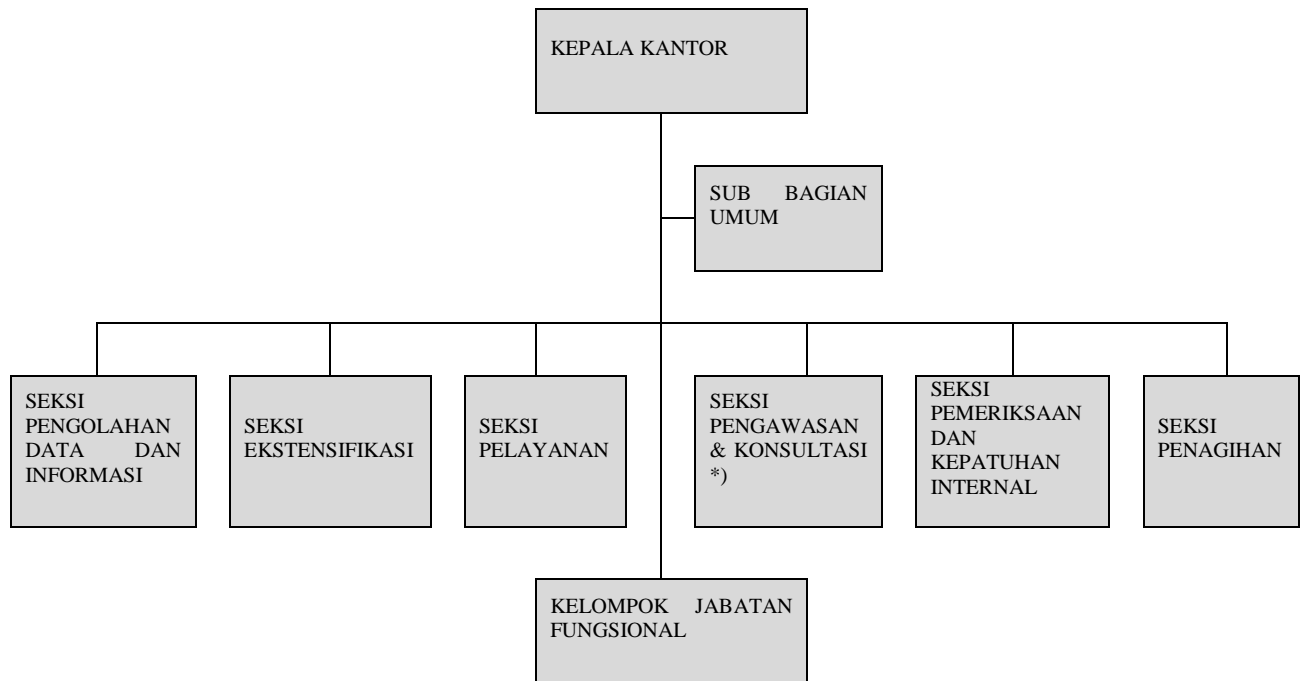 KEPALA KANTOR
SUB BAGIAN
UMUM
SEKSI
PENGOLAHAN
DATA DAN
INFORMASI
SEKSI
EKSTENSIFIKASI
SEKSI
PELAYANAN
SEKSI
PENGAWASAN
& KONSULTASI
*)
SEKSI
PEMERIKSAAN
DAN
KEPATUHAN
INTERNAL
SEKSI
PENAGIHAN
KELOMPOK JABATAN
FUNGSIONAL